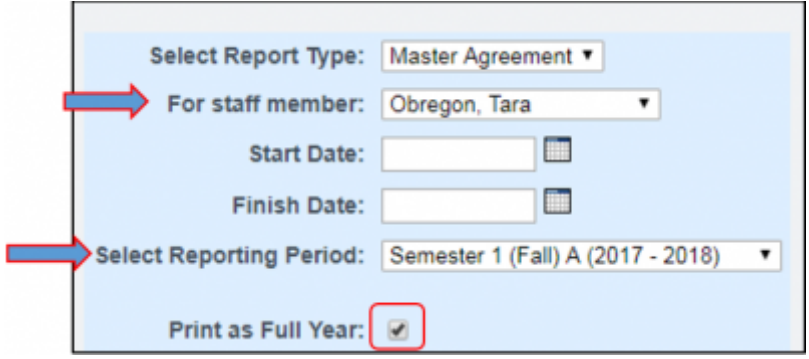 Select Report Type: Master Agreement
For staff member: Obregon, Tara
Start Date:
Finish Date:
Select Reporting Period: Semester 1 (Fall) A (2017 - 2018)
Print as Full Year: